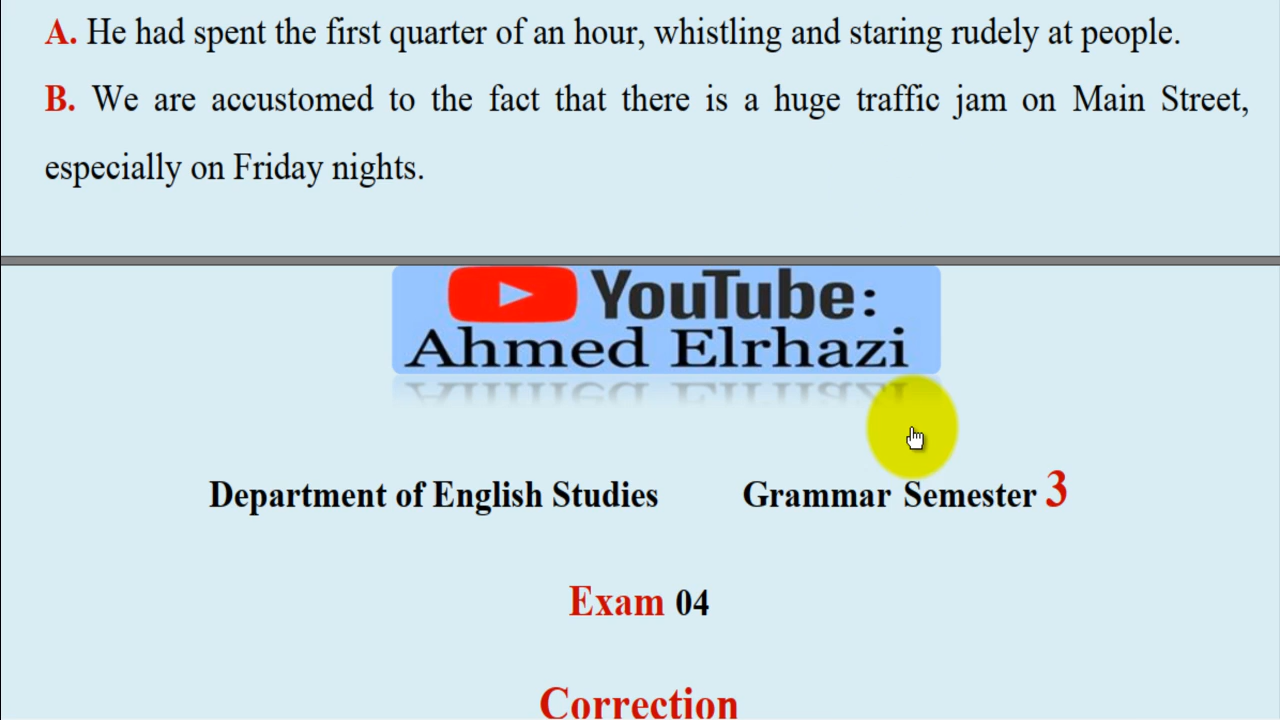 A. He had spent the first quarter of an hour, whistling and staring rudely at people.
B. We are accustomed to the fact that there is a huge traffic jam on Main Street,
especially on Friday nights.
YouTube:
Ahmed Elrhazi
Department of English Studies Grammar Semester 3
Exam 04
Correction